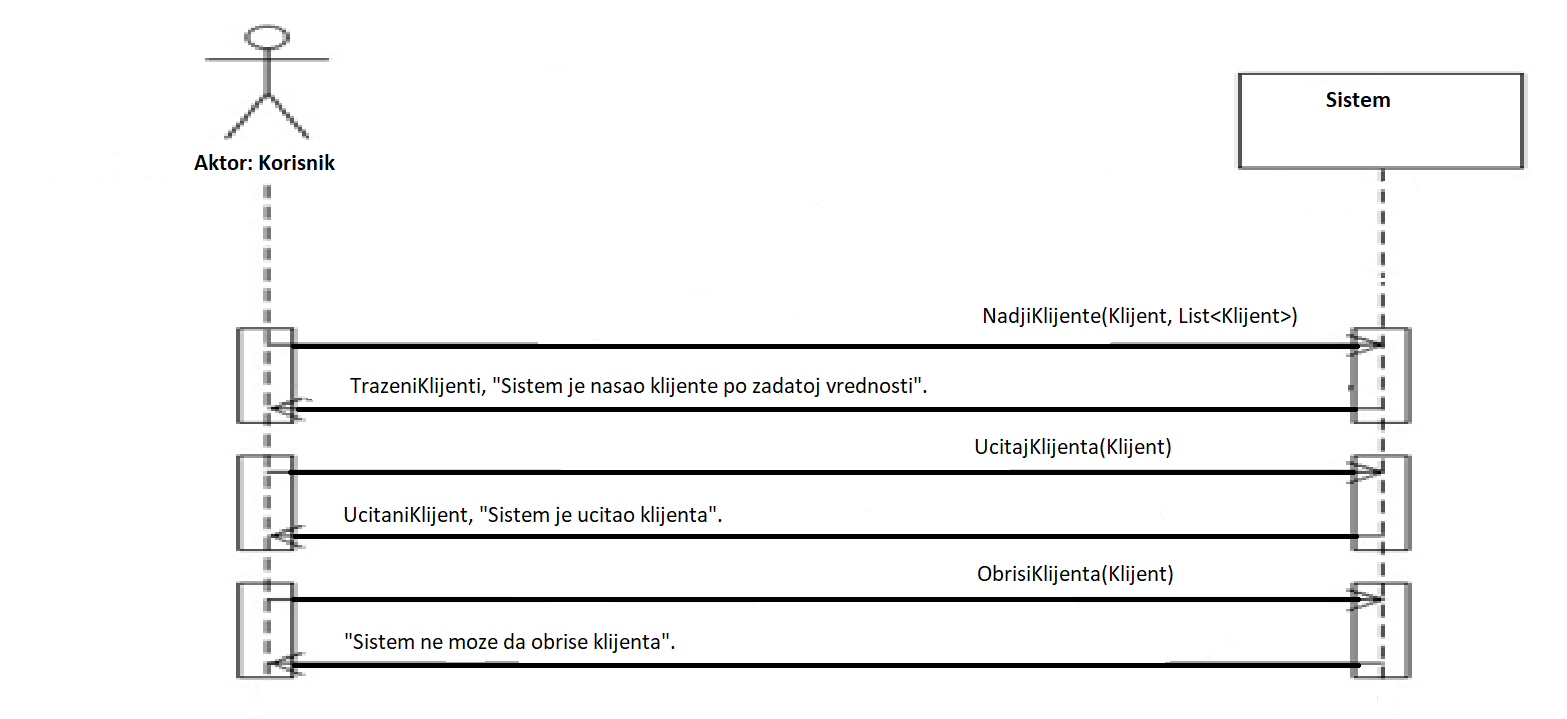 Sistem
Aktor: Korisnik
NadjiKlijente(Klijent, List<Klijent>)
TrazeniKlijenti, "Sistem je nasao klijente po zadatoj vrednosti".
UcitajKlijenta(Klijent)
UcitaniKlijent, "Sistem je ucitao klijenta".
ObrisiKlijenta(Klijent)
"Sistem ne moze da obrise klijenta".